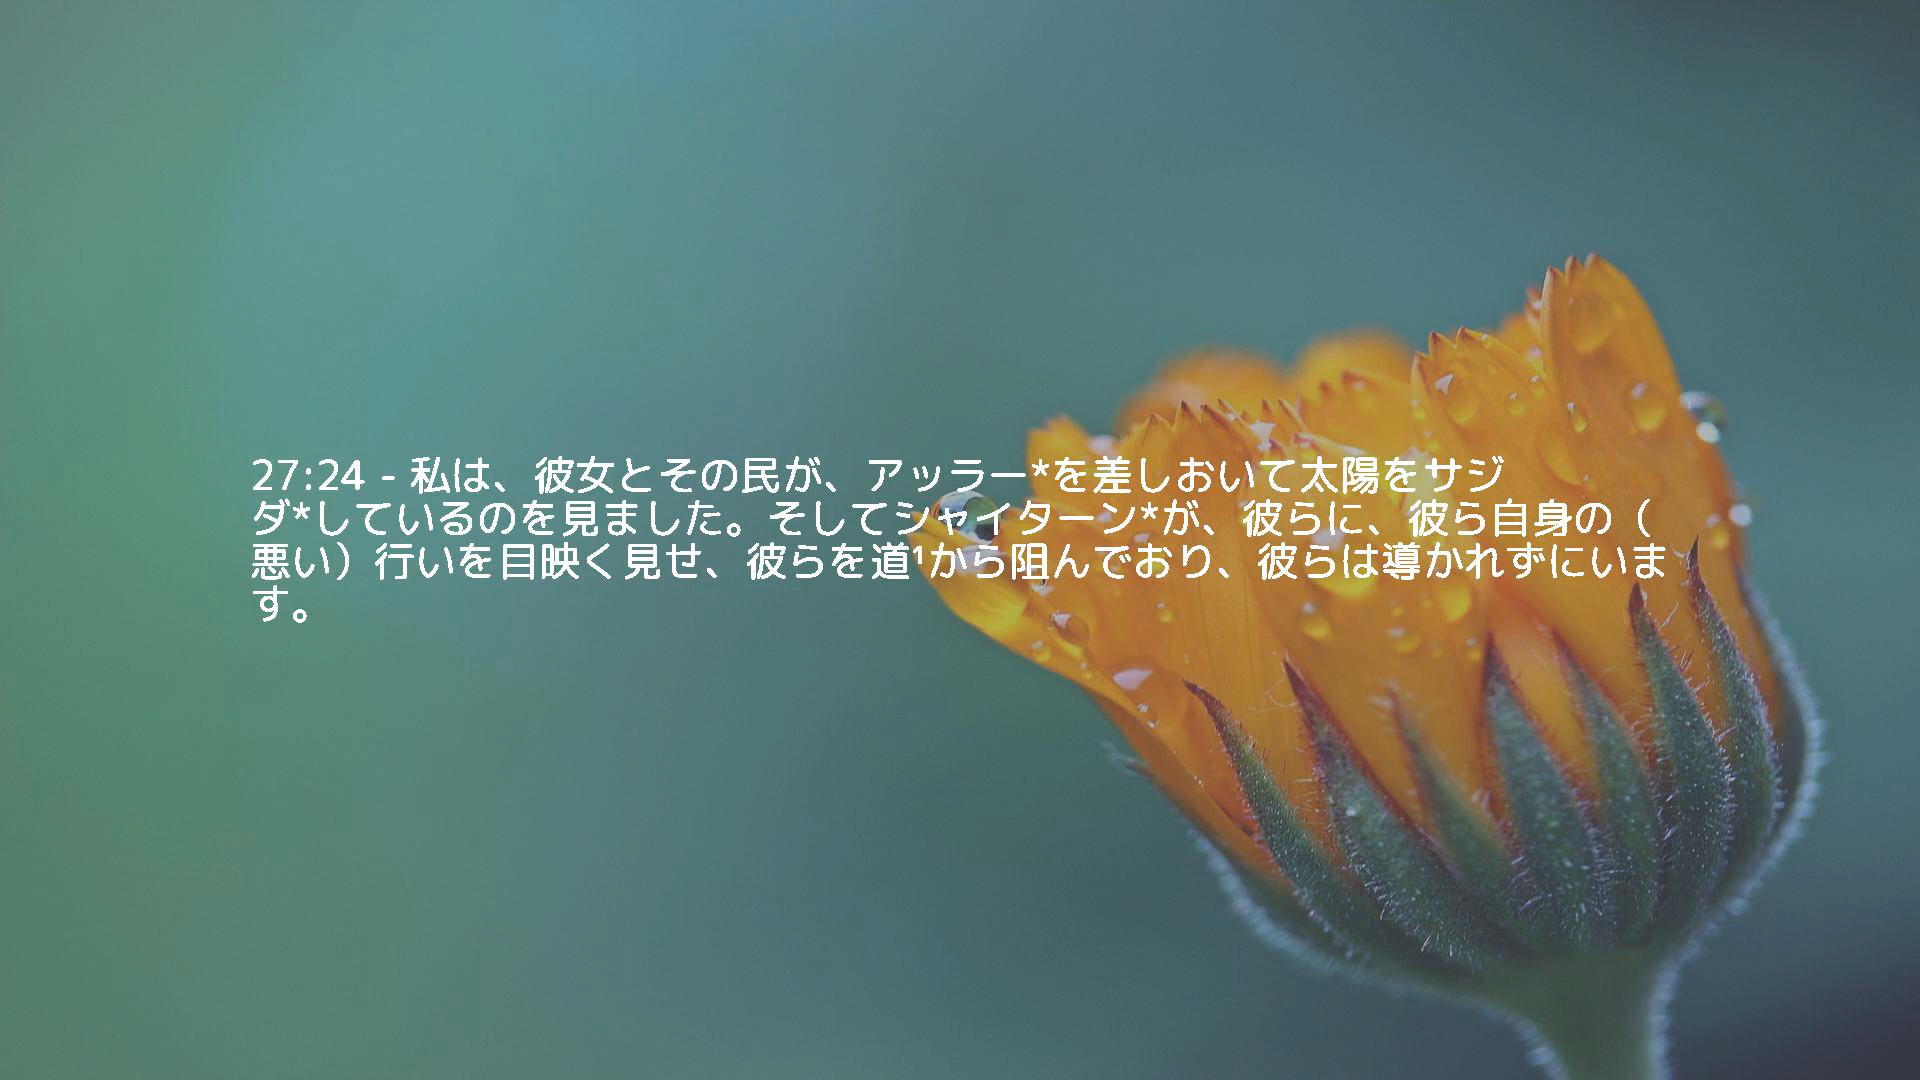 27:24 - 私は、彼女とその民が、アッラー*を差しおいて太陽をサジ
ダ*しているのを見ました。そしてシャイターン*が、彼らに、彼ら自身の（
悪い）行いを目映く見せ、彼らを道¹から阻んでおり、彼らは導かれずにいま
す。